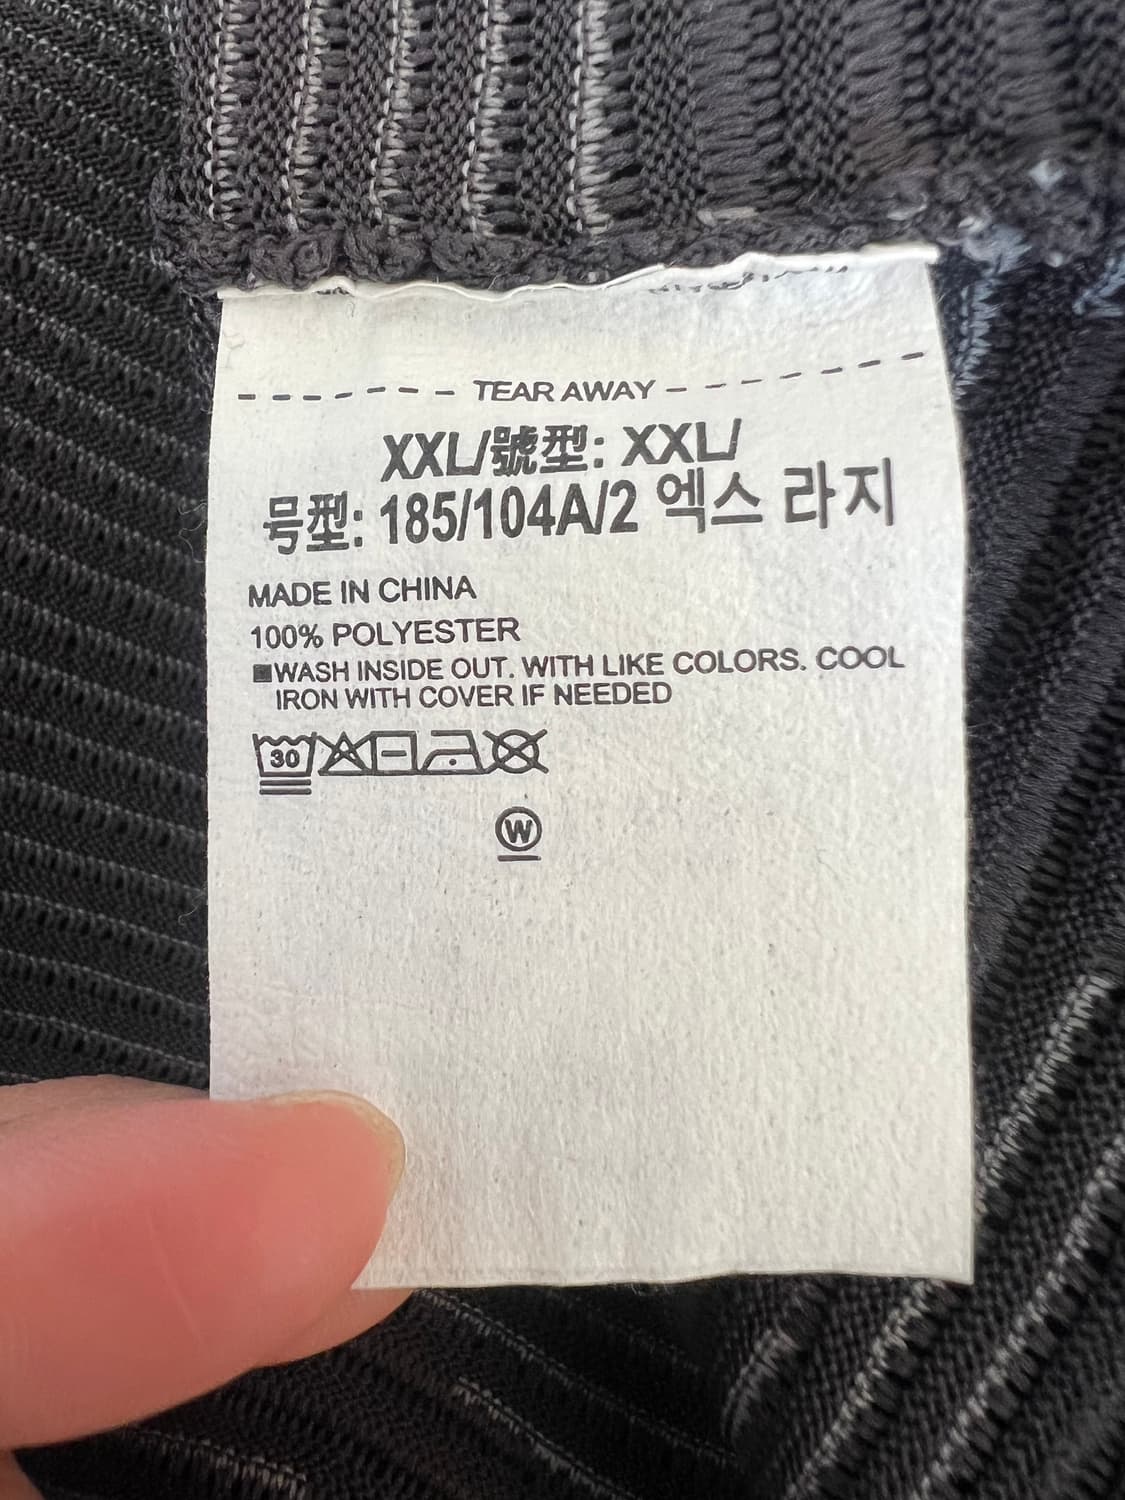 TEAR AWAY
XXL/號型: XXL/
号型: 185/104A/2 엑스 라지
MADE IN CHINA
100% POLYESTER
■WASH INSIDE OUT. WITH LIKE COLORS. COOL
IRON WITH COVER IF NEEDED
30
W